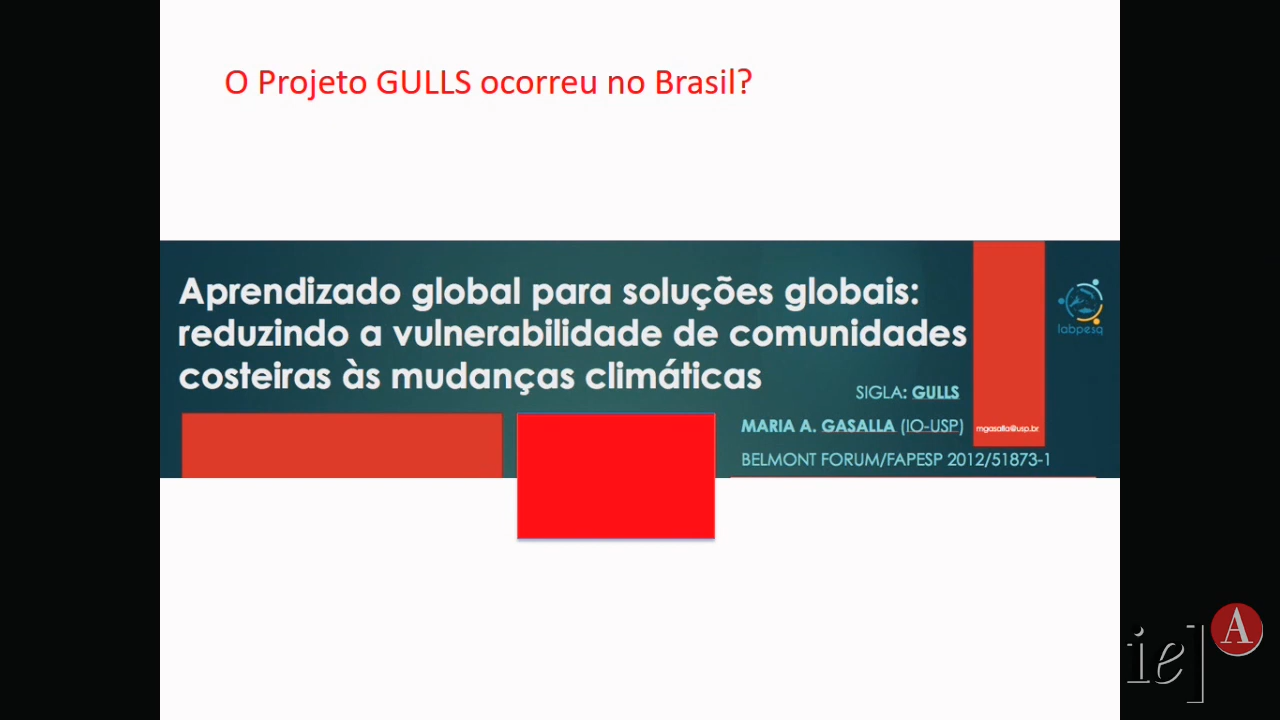 O Projeto GULLS ocorreu no Brasil?
Aprendizado global para soluções globais:
reduzindo a vulnerabilidade de comunidades
costeiras às mudanças climáticas
SIGLA: GULLS
MARIA A. GASALLA (IO-USP)
BELMONT FORUM/FAPESP 2012/51873-1
mgasalla@usp.br
labpesq
ie] A